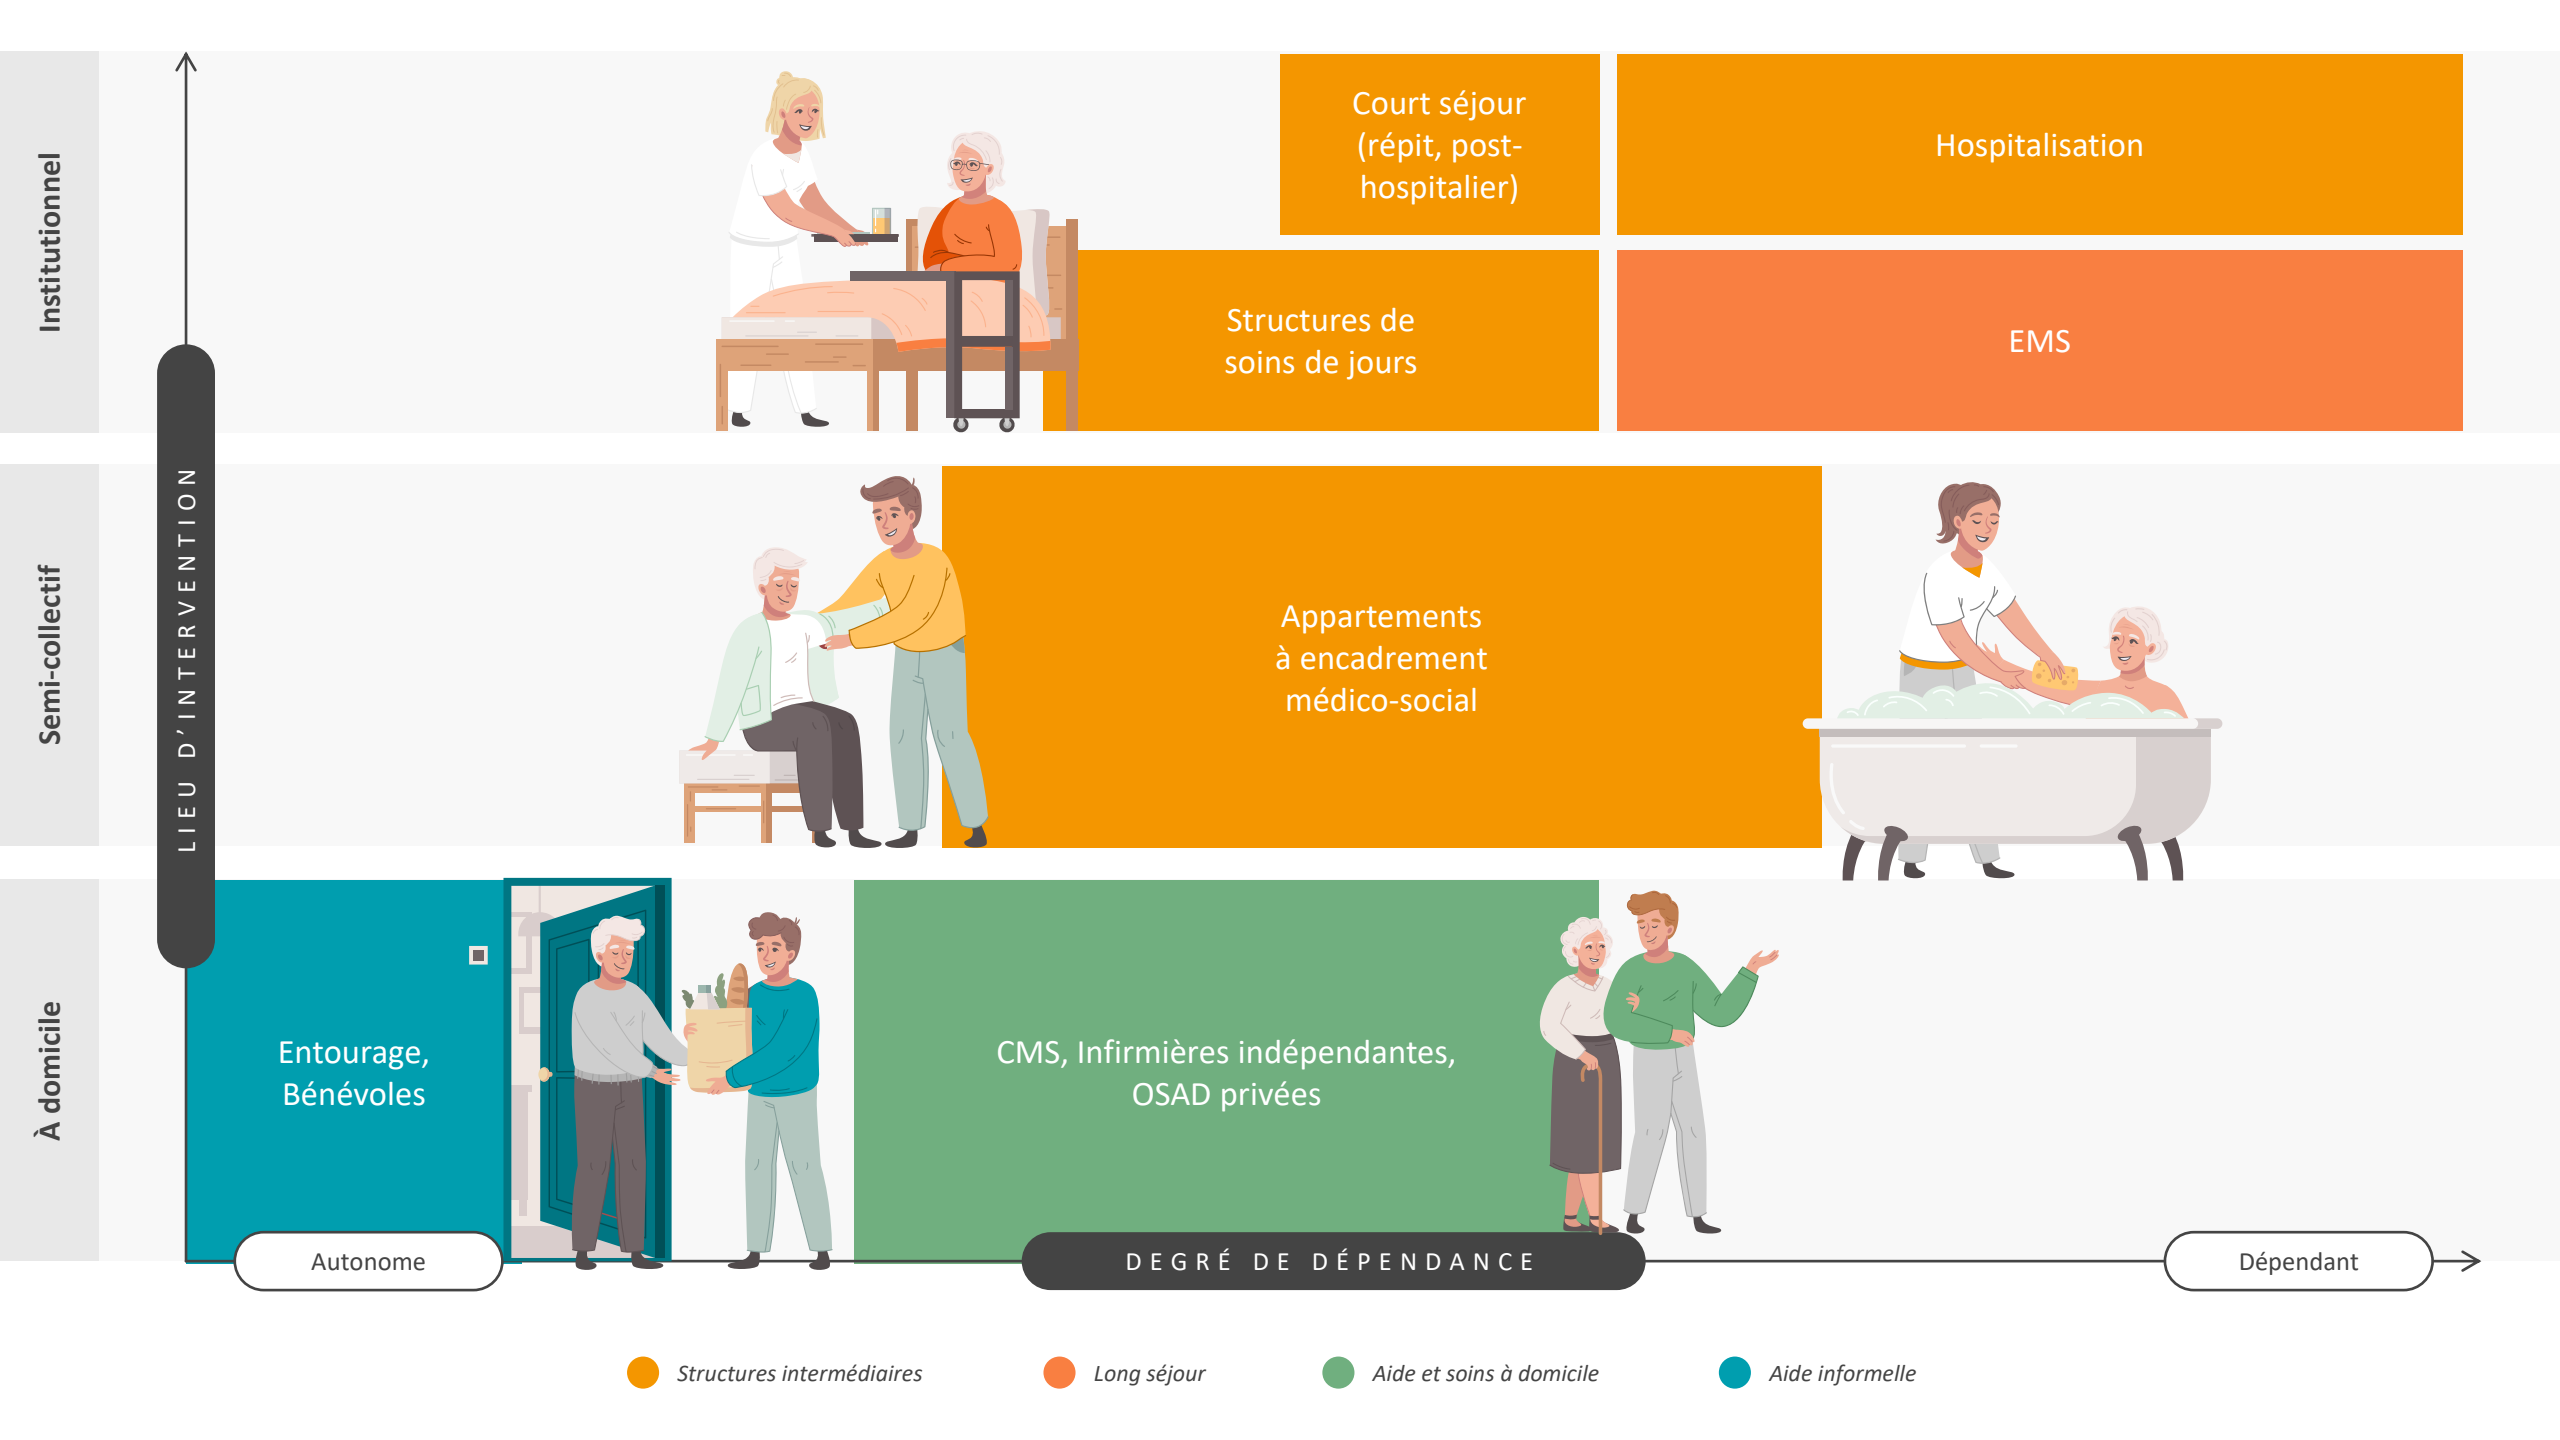 Institutionnel
Court séjour
(répit, post-
hospitalier)
Hospitalisation
Structures de
soins de jours
EMS
LIEU D'INTERVENTION
Semi-collectif
Appartements
à encadrement
médico-social
À domicile
Entourage,
Bénévoles
CMS, Infirmières indépendantes,
OSAD privées
Autonome
DEGRÉ DE DÉPENDANCE
Dépendant
Structures intermédiaires
Long séjour
Aide et soins à domicile
Aide informelle